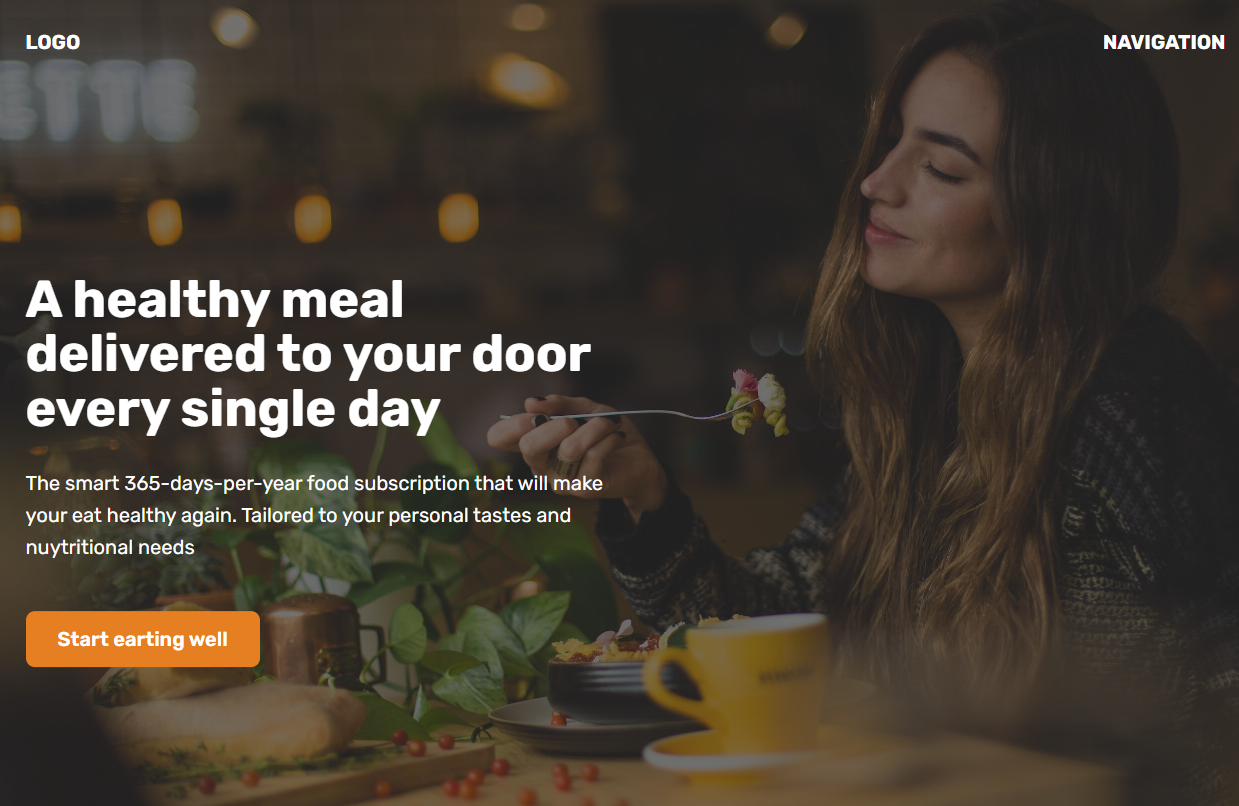 LOGO
NAVIGATION
ETTE
A healthy meal
delivered to your door
every single day
The smart 365-days-per-year food subscription that will make
your eat healthy again. Tailored to your personal tastes and
nuytritional needs
Start earting well